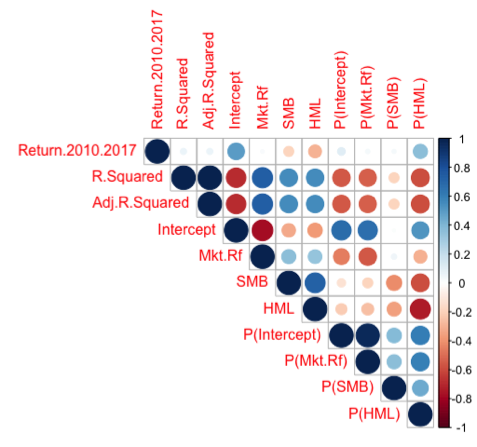 Return.2010.2017
R.Squared
Adj.R.Squared
Intercept
Mkt.Rf
SMB
HML
P(Intercept)
P(Mkt.Rf)
P(SMB)
P(HML)
Return.2010.2017
R.Squared
Adj.R.Squared
Intercept
Mkt.Rf
SMB
HML
P(Intercept)
P(Mkt.Rf)
P(SMB)
P(HML)
1
0.8
0.6
0.4
0.2
0
-0.2
-0.4
-0.6
-0.8
-1